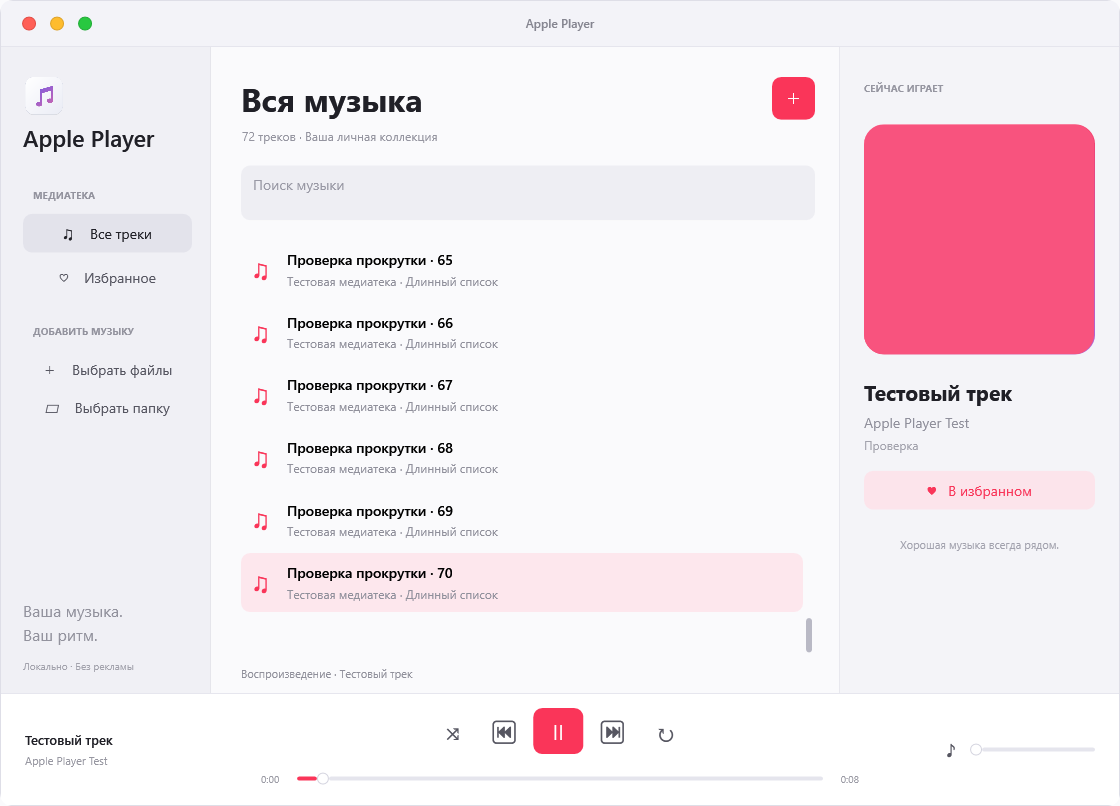 Apple Player
Apple Player
МЕДИАТЕКА
Все треки
Избранное
ДОБАВИТЬ МУЗЫКУ
+ Выбрать файлы
Выбрать папку
Ваша музыка.
Ваш ритм.
Локально · Без рекламы
Вся музыка
+
72 треков · Ваша личная коллекция
Поиск музыки
Проверка прокрутки · 65
Тестовая медиатека · Длинный список
Проверка прокрутки · 66
Тестовая медиатека · Длинный список
Проверка прокрутки · 67
Тестовая медиатека · Длинный список
Проверка прокрутки · 68
Тестовая медиатека · Длинный список
Проверка прокрутки · 69
Тестовая медиатека · Длинный список
Проверка прокрутки · 70
Тестовая медиатека · Длинный список
Воспроизведение · Тестовый трек
СЕЙЧАС ИГРАЕТ
Тестовый трек
Apple Player Test
Проверка
В избранном
Хорошая музыка всегда рядом.
Тестовый трек
Apple Player Test
0:00
0:08